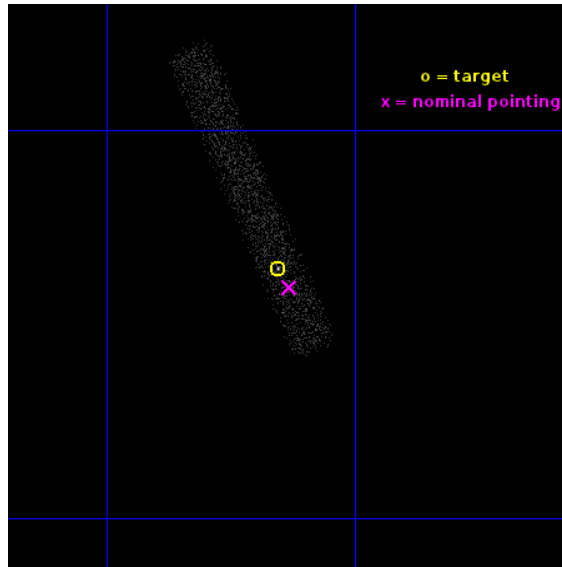 o = target
x = nominal pointing